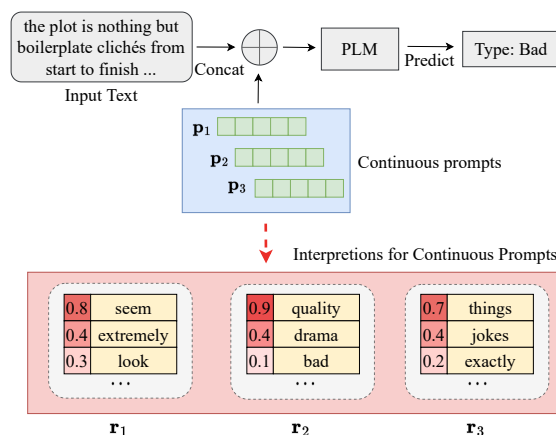 the plot is nothing but
boilerplate clichés from
start to finish ...
Input Text
Concat
PLM
Predict
Type: Bad
p1
p2
p3
Continuous prompts
Interpretions for Continuous Prompts
0.8 seem
0.4 extremely
0.3 look
...
0.9 quality
0.4 drama
0.1 bad
...
0.7 things
0.4 jokes
0.2 exactly
...
r1
r2
r3